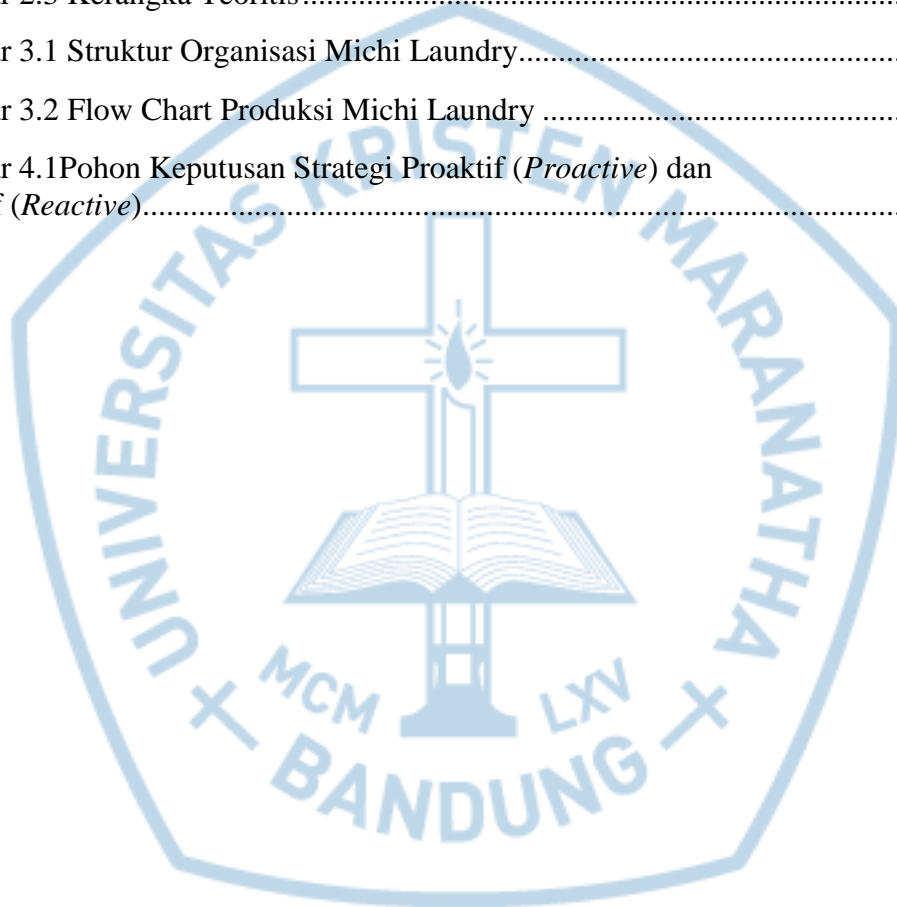 r 2.3 Kerangka Teoritis................................................................
r 3.1 Struktur Organisasi Michi Laundry.............................................
r 3.2 Flow Chart Produksi Michi Laundry ............................................
r 4.1Pohon Keputusan Strategi Proaktif (Proactive) dan
f (Reactive)......................................................................................
UNIVERSITAS KRISTEN MARANATHA
MCM LXV
BANDUNG